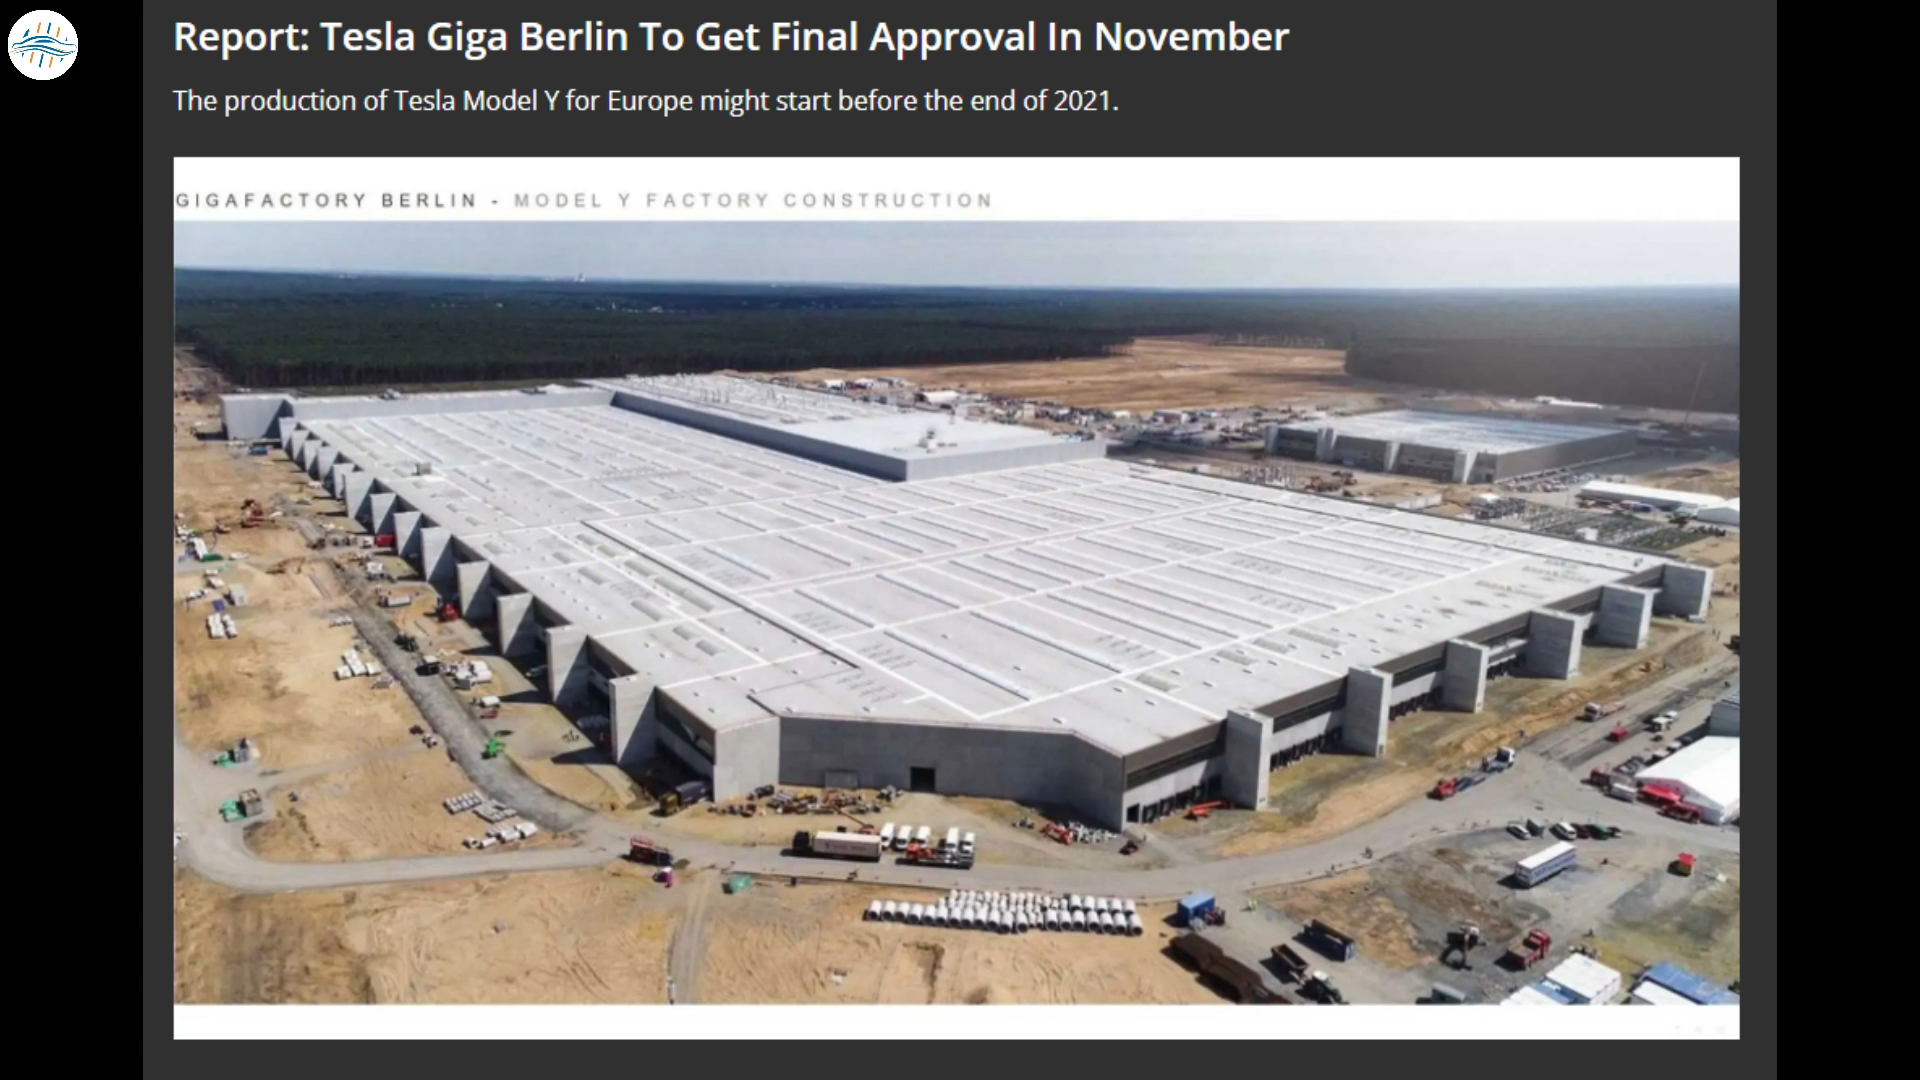 Report: Tesla Giga Berlin To Get Final Approval In November
The production of Tesla Model Y for Europe might start before the end of 2021.
GIGAFACTORY BERLIN - MODEL Y FACTORY CONSTRUCTION